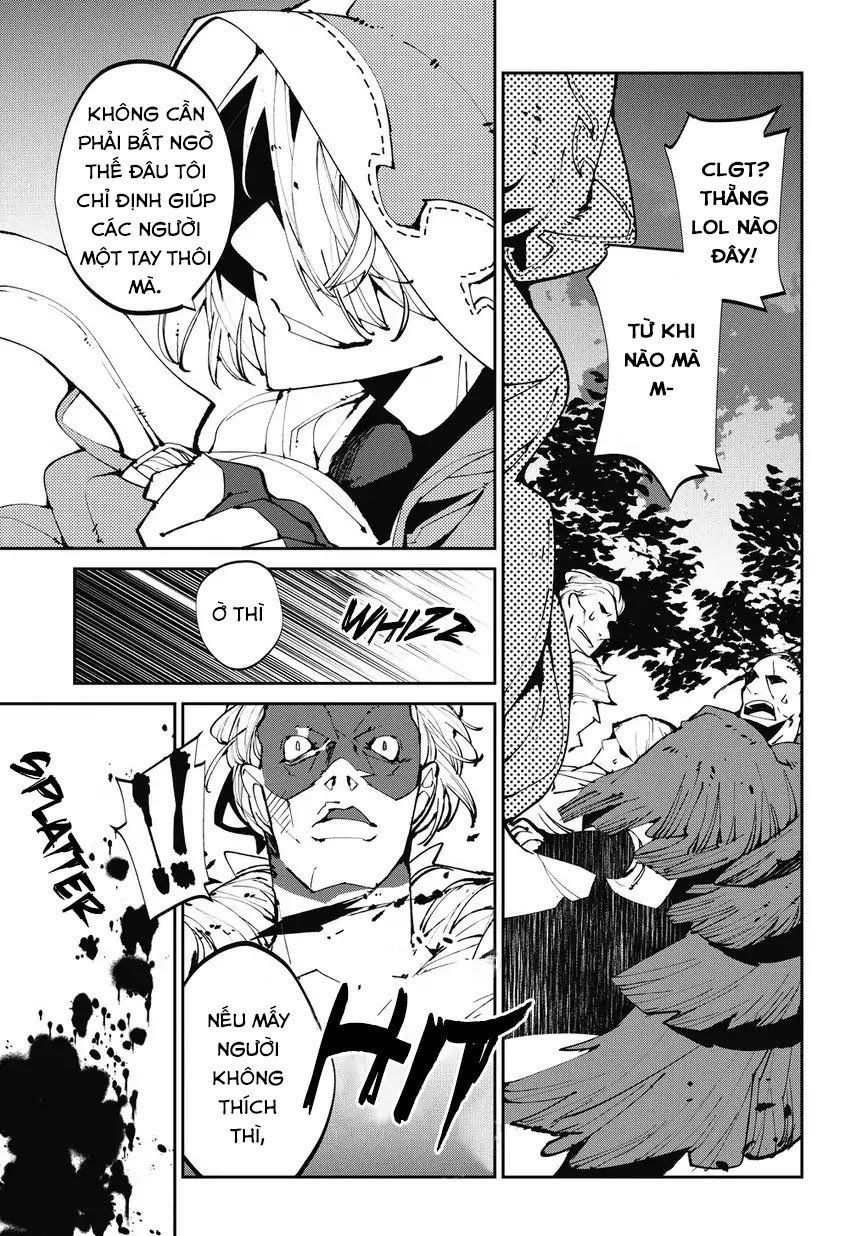 CLGT?
THẰNG
LOL NÀO
ĐÂY!
TỪ KHI
NÀO MÀ
M-
KHÔNG CẦN
PHẢI BẤT NGỜ
THẾ ĐÂU TÔI
CHỈ ĐỊNH GIÚP
CÁC NGƯỜI
MỘT TAY THÔI
MÀ.
Ờ THÌ
WHIZZ
HIT
NẾU MẤY
NGƯỜI
KHÔNG
THÍCH
THÌ,
!!
SPLATTER